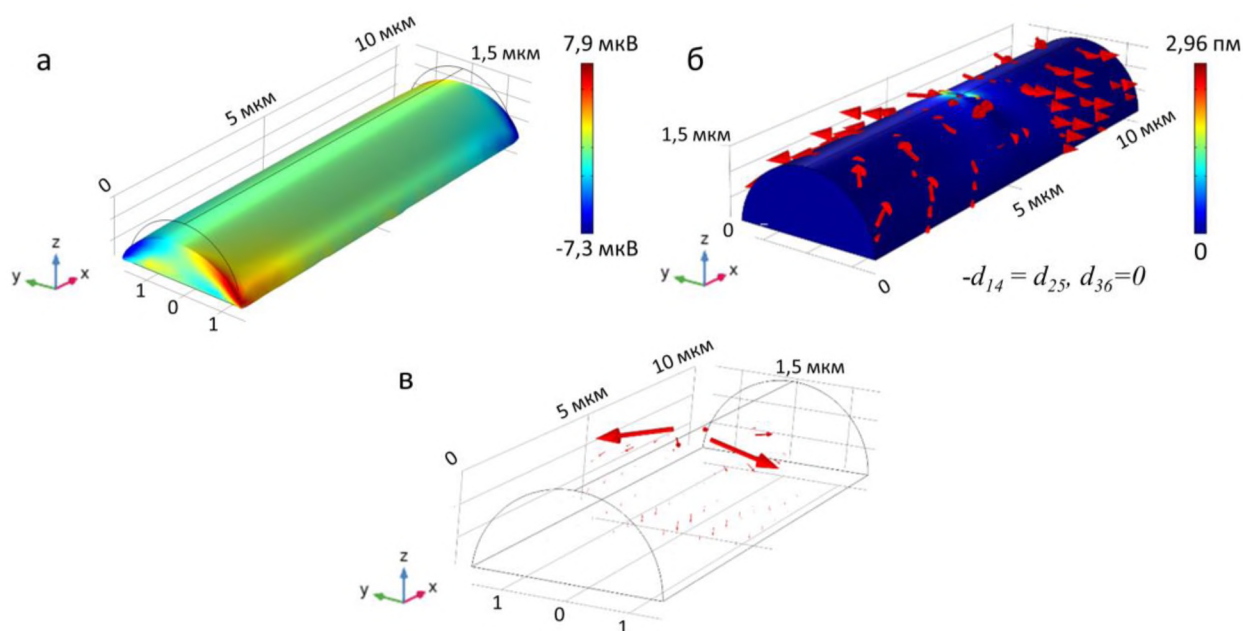 а
10 мкм
1,5 мкм
7,9 мкВ
5 мкм
0
-7,3 мкВ
z
y
x
1
0
1
б
2,96 пм
1,5 мкм
10 мкм
5 мкм
0
0
0
z
y
x
-d14 = d25, d36=0
в
10 мкм
1,5 мкм
5 мкм
0
z
y
x
1
0
1